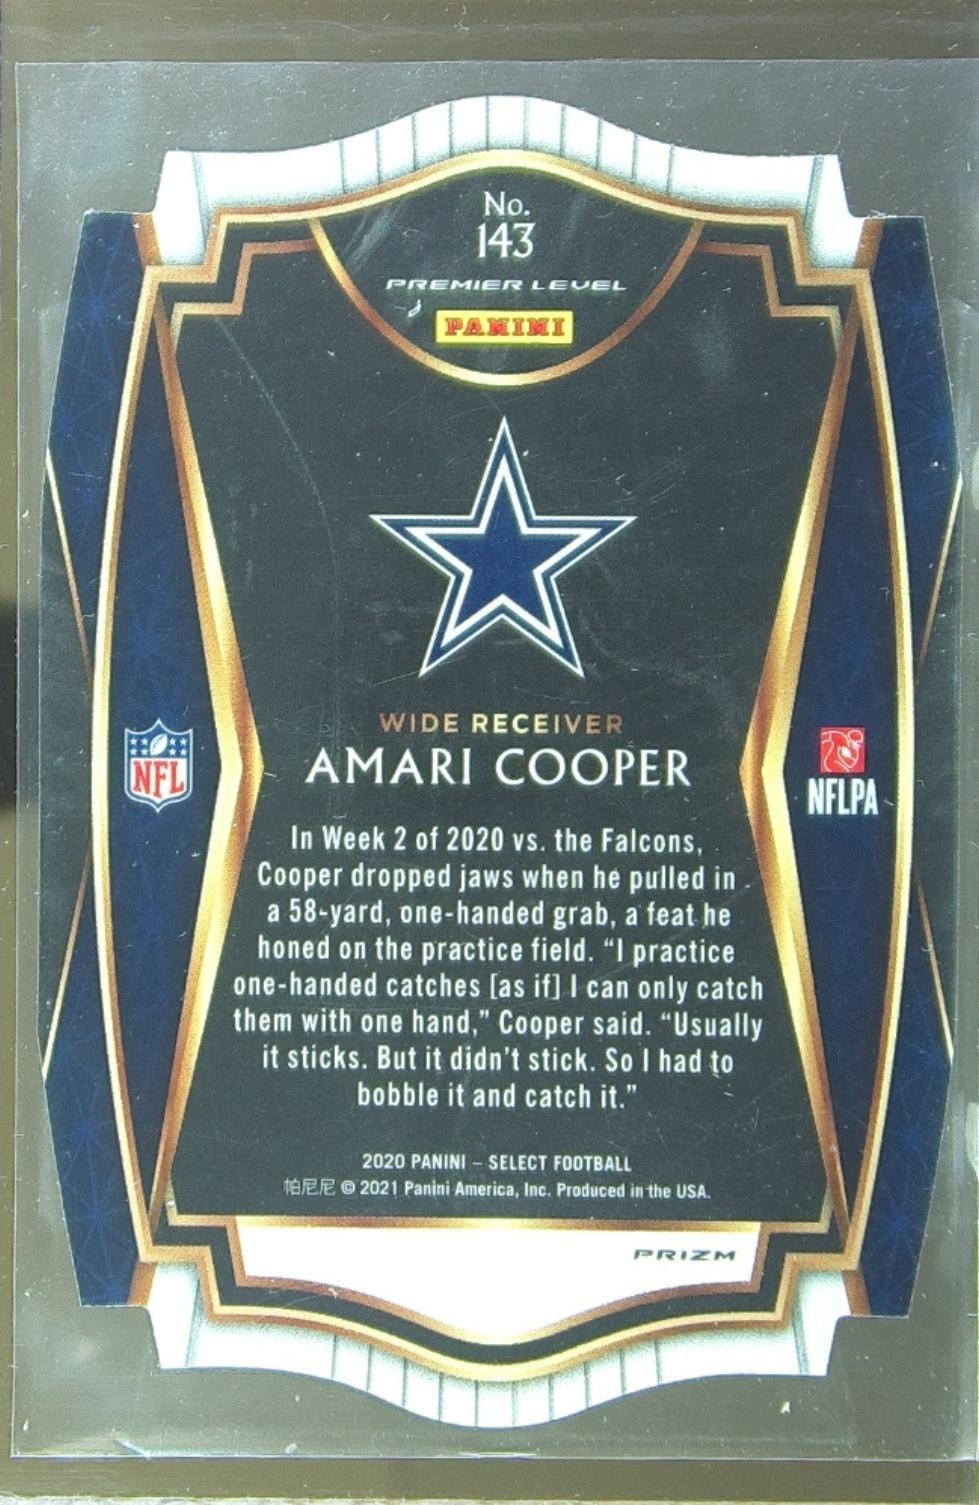 No.
143
PREMIER LEVEL
PANINI
WIDE RECEIVER
AMARI COOPER
NFL
NFLPA
In Week 2 of 2020 vs. the Falcons,
Cooper dropped jaws when he pulled in
a 58-yard, one-handed grab, a feat he
honed on the practice field. “I practice
one-handed catches [as if] I can only catch
them with one hand,” Cooper said. “Usually
it sticks. But it didn’t stick. So I had to
bobble it and catch it.”
2020 PANINI – SELECT FOOTBALL
帕尼尼 © 2021 Panini America, Inc. Produced in the USA.
PRIZM